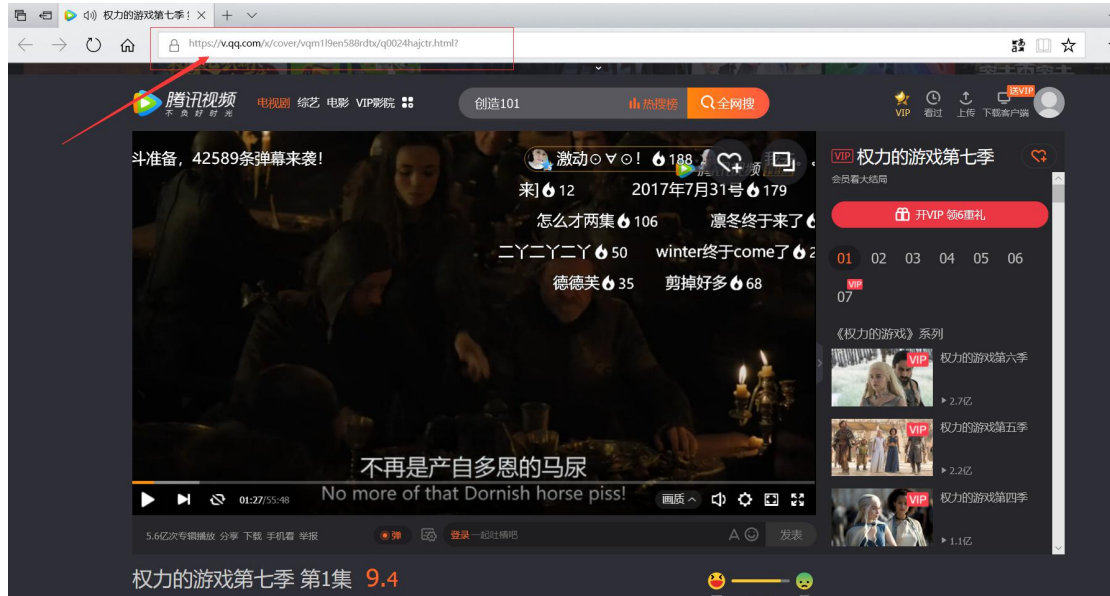 权力的游戏第七季！
https://v.qq.com/x/cover/vqm1l9en588rdtx/q0024hajctr.html?
腾讯视频
不负好时光
电视剧 综艺 电影 VIP影院
创造101
热搜榜
全网搜
VIP
看过
上传
下载客户端
送VIP
斗准备，42589条弹幕来袭！
激动⊙∀⊙！ 188
来] 12
2017年7月31号 179
怎么才两集 106
凛冬终于来了
二丫二丫二丫 50
winter终于come了 2
德德芙 35
剪掉好多 68
腾讯视频
不再是产自多恩的马尿
No more of that Dornish horse piss!
01:27/55:48
画质
5.6亿次专辑播放 分享 下载 手机看 举报
弹
登录一起吐槽吧
A
发表
权力的游戏第七季 第1集 9.4
VIP 权力的游戏第七季
会员看大结局
开VIP 领6重礼
01 02 03 04 05 06
VIP
07
《权力的游戏》系列
VIP
权力的游戏第六季
2.7亿
VIP
权力的游戏第五季
2.2亿
VIP
权力的游戏第四季
1.1亿